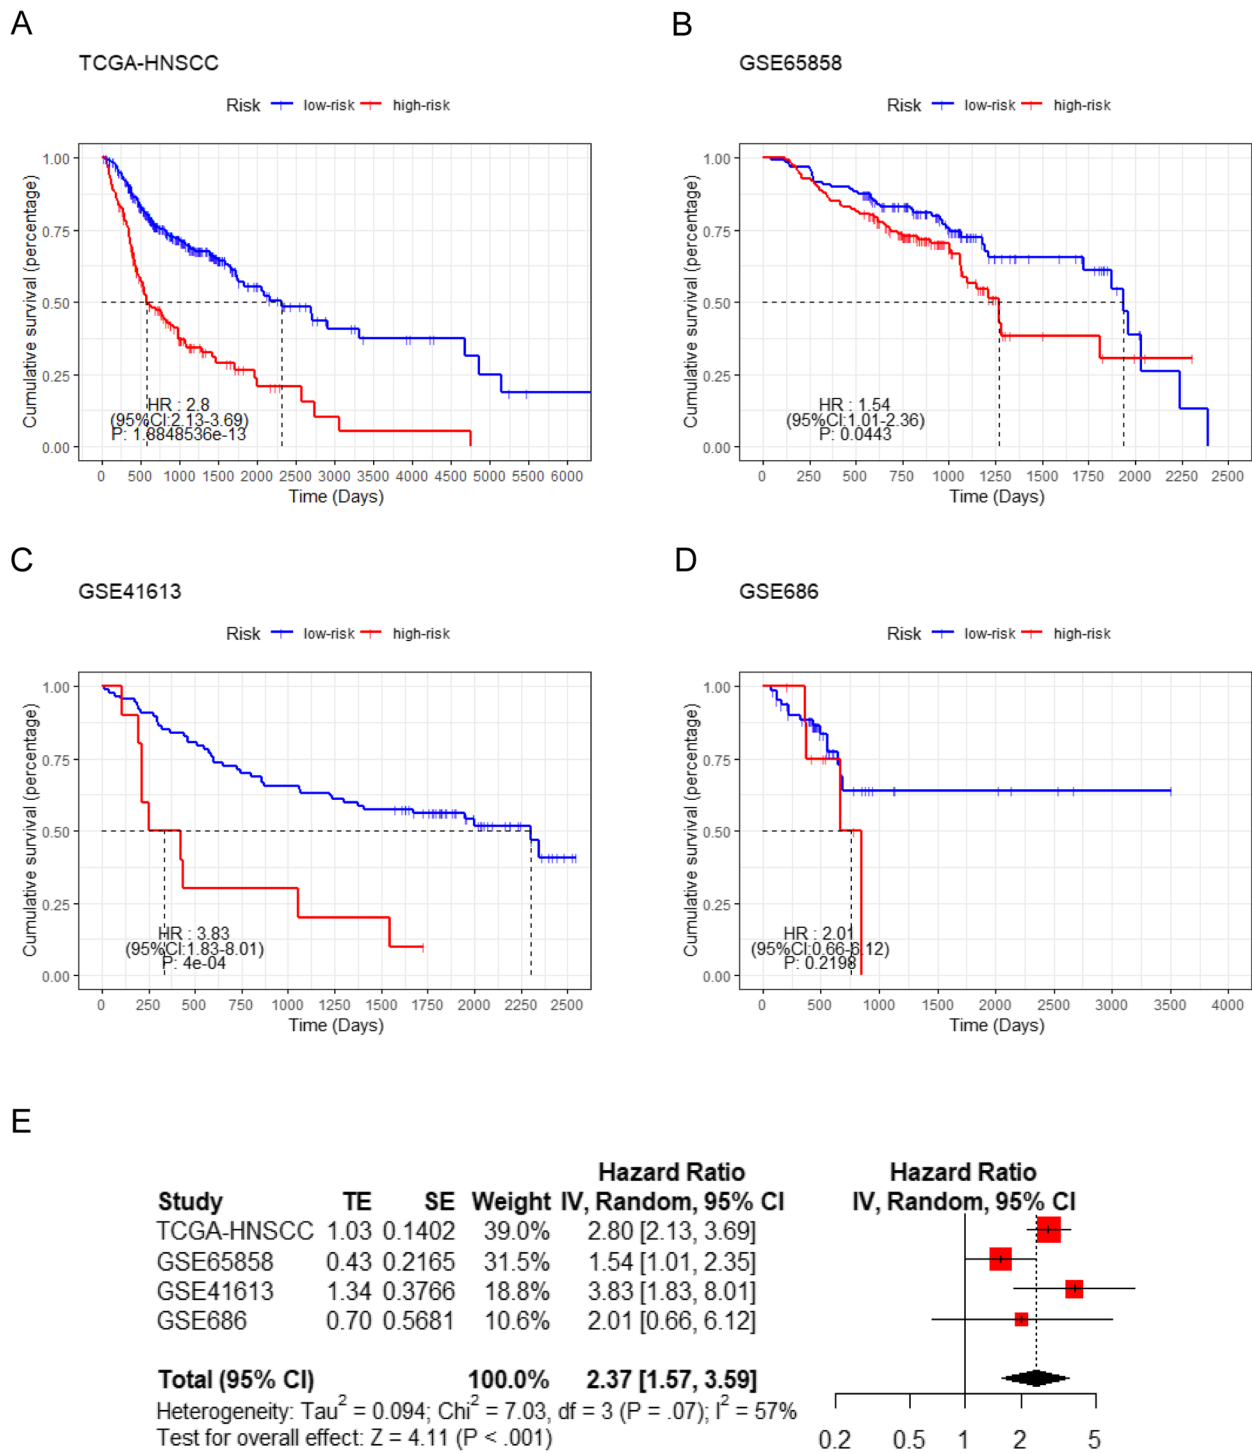 A
TCGA-HNSCC
Risk low-risk high-risk
Cumulative survival (percentage)
1.00
0.75
0.50
0.25
0.00
HR : 2.8
(95%CI:2.13-3.69)
P: 1.8848536e-13
0 500 1000 1500 2000 2500 3000 3500 4000 4500 5000 5500 6000
Time (Days)
B
GSE65858
Risk low-risk high-risk
Cumulative survival (percentage)
1.00
0.75
0.50
0.25
0.00
HR : 1.54
(95%CI:1.01-2.36)
P: 0.0443
0 250 500 750 1000 1250 1500 1750 2000 2250 2500
Time (Days)
C
GSE41613
Risk low-risk high-risk
Cumulative survival (percentage)
1.00
0.75
0.50
0.25
0.00
HR : 3.83
(95%CI:1.83-8.01)
P: 4e-04
0 250 500 750 1000 1250 1500 1750 2000 2250 2500
Time (Days)
D
GSE686
Risk low-risk high-risk
Cumulative survival (percentage)
1.00
0.75
0.50
0.25
0.00
HR : 2.01
(95%CI:0.66-6.12)
P: 0.2198
0 500 1000 1500 2000 2500 3000 3500 4000
Time (Days)
E
Hazard Ratio Hazard Ratio
Study TE SE Weight IV, Random, 95% CI IV, Random, 95% CI
TCGA-HNSCC 1.03 0.1402 39.0% 2.80 [2.13, 3.69]
GSE65858 0.43 0.2165 31.5% 1.54 [1.01, 2.35]
GSE41613 1.34 0.3766 18.8% 3.83 [1.83, 8.01]
GSE686 0.70 0.5681 10.6% 2.01 [0.66, 6.12]
Total (95% CI) 100.0% 2.37 [1.57, 3.59]
Heterogeneity: Tau² = 0.094; Chi² = 7.03, df = 3 (P = .07); I² = 57%
Test for overall effect: Z = 4.11 (P < .001)
0.2 0.5 1 2 5